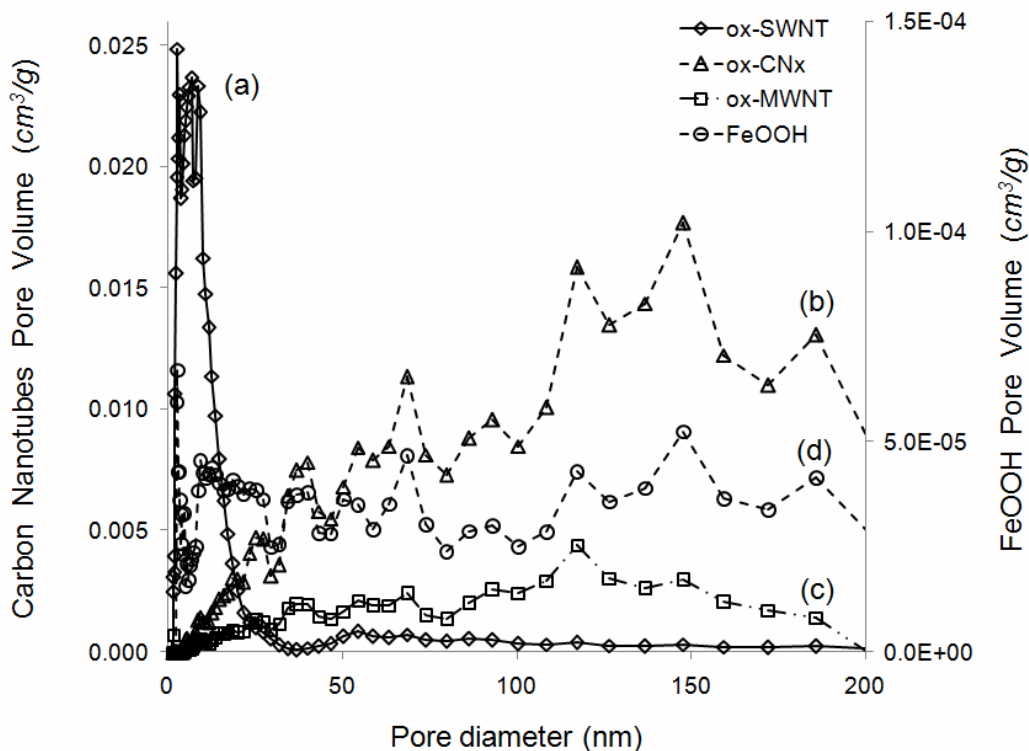 Carbon Nanotubes Pore Volume (cm³/g)
0.025
0.020
0.015
0.010
0.005
0.000
(a)
ox-SWNT
ox-CNx
ox-MWNT
FeOOH
(b)
(d)
(c)
1.5E-04
1.0E-04
5.0E-05
0.0E+00
FeOOH Pore Volume (cm³/g)
0 50 100 150 200
Pore diameter (nm)